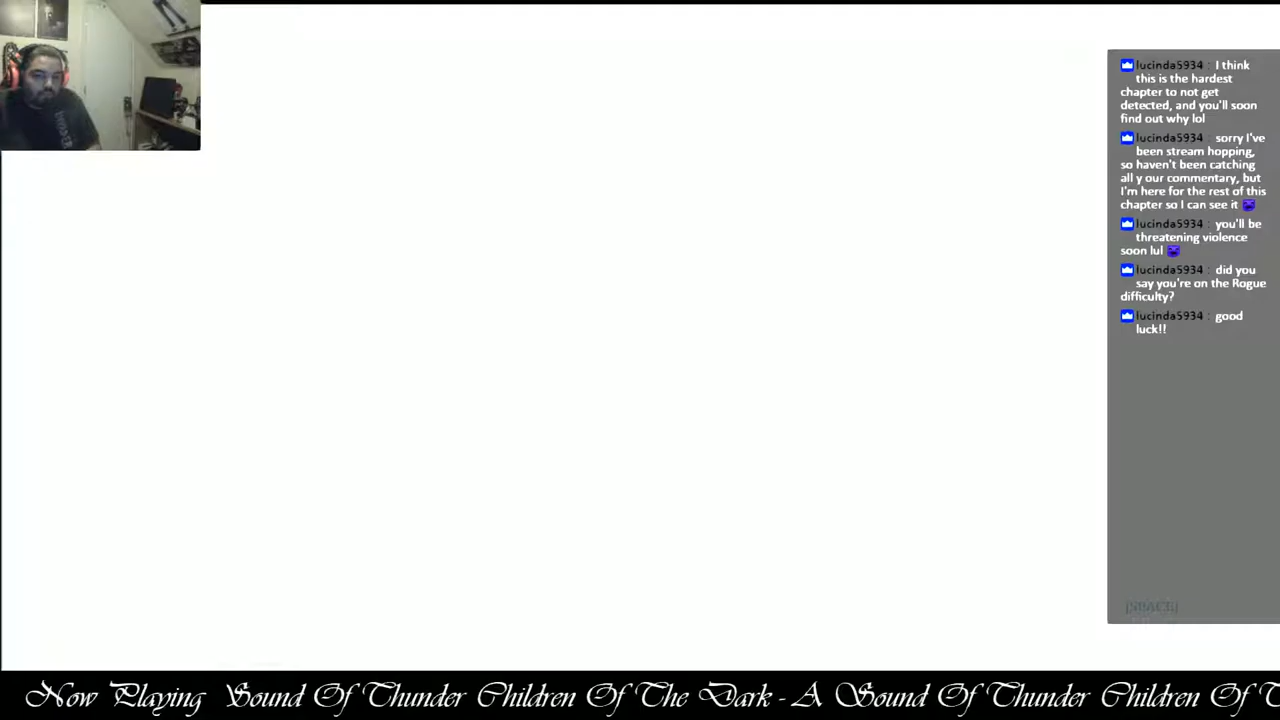 lucinda5934 : I think
this is the hardest
chapter to not get
detected, and you'll soon
find out why lol
lucinda5934 : sorry I've
been stream hopping,
so haven't been catching
all y our commentary, but
I'm here for the rest of this
chapter so I can see it
lucinda5934 : you'll be
threatening violence
soon lul
lucinda5934 : did you
say you're on the Rogue
difficulty?
lucinda5934 : good
luck!!
Now Playing Sound Of Thunder Children Of The Dark - A Sound Of Thunder Children Of T